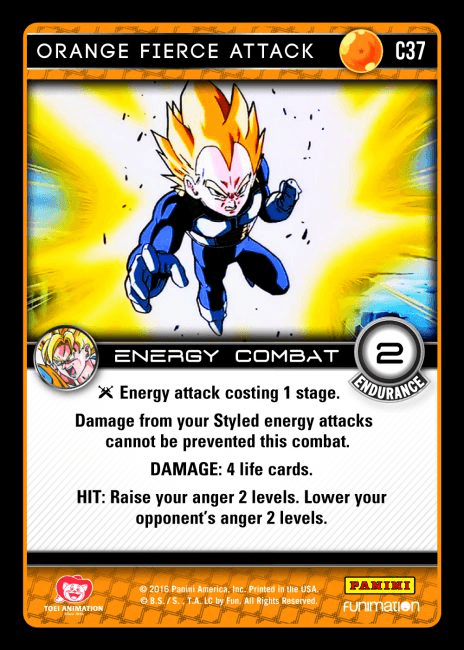 ORANGE FIERCE ATTACK C37
ENERGY COMBAT 2
ENDURANCE
Energy attack costing 1 stage.
Damage from your Styled energy attacks
cannot be prevented this combat.
DAMAGE: 4 life cards.
HIT: Raise your anger 2 levels. Lower your
opponent's anger 2 levels.
TOEI ANIMATION
© 2016 Panini America, Inc. Printed in the USA.
© B.S. / S. , T.A. LC by Fun. All Rights Reserved.
PANINI
FUNIMATION